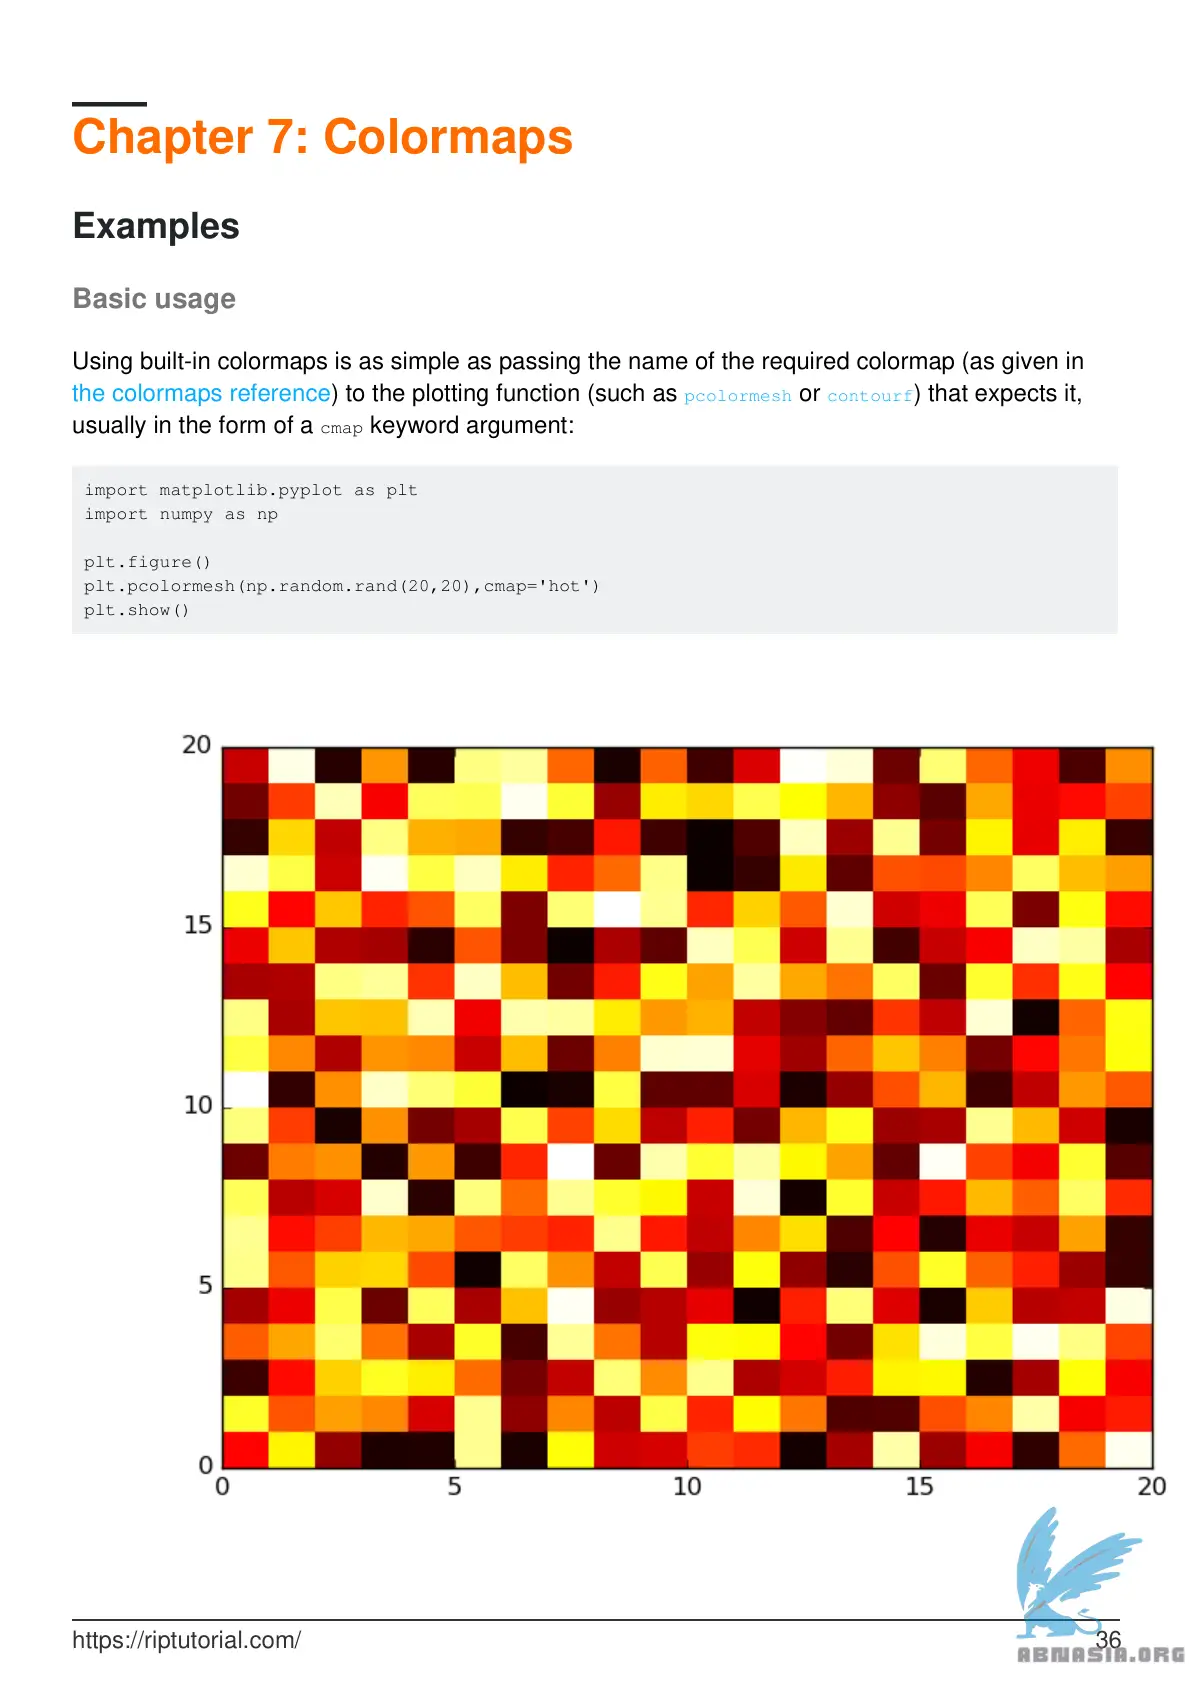 Chapter 7: Colormaps
Examples
Basic usage
Using built-in colormaps is as simple as passing the name of the required colormap (as given in
the colormaps reference) to the plotting function (such as pcolormesh or contourf) that expects it,
usually in the form of a cmap keyword argument:
import matplotlib.pyplot as plt
import numpy as np
plt.figure()
plt.pcolormesh(np.random.rand(20,20),cmap='hot')
plt.show()
20
15
10
5
0
0 5 10 15 20
https://riptutorial.com/ 36
ABNASIA.ORG